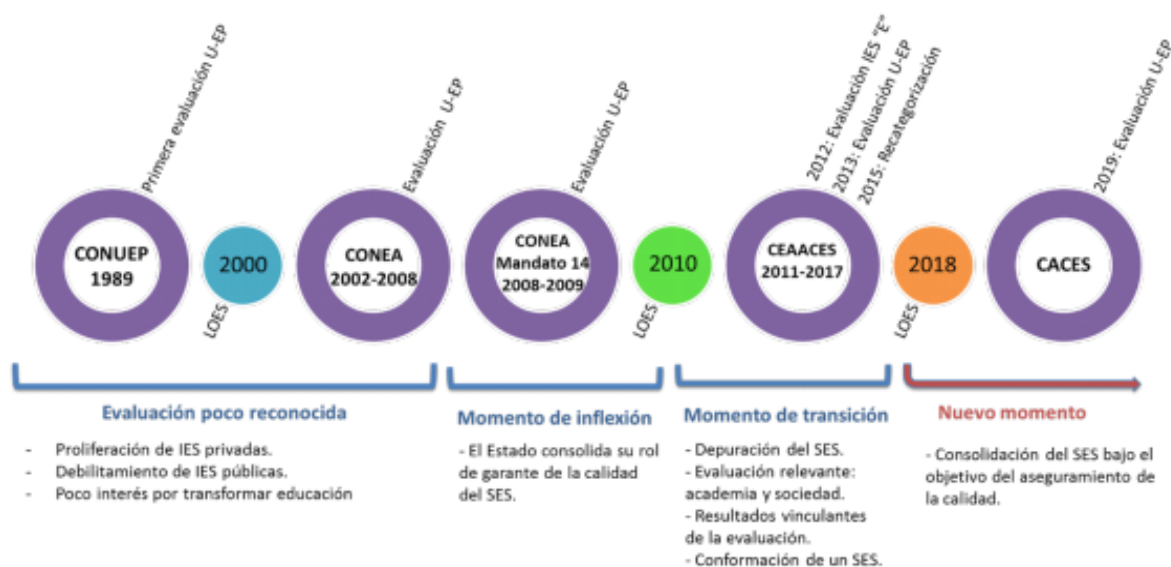 Primera evaluación U-EP
Evaluación U-EP
Evaluación U-EP
2012: Evaluación IES "E"
2013: Evaluación U-EP
2015: Recategorización
2019: Evaluación U-EP
CONUEP
1989
2000
LOES
CONEA
2002-2008
CONEA
Mandato 14
2008-2009
2010
LOES
CEAACES
2011-2017
2018
LOES
CACES
Evaluación poco reconocida
- Proliferación de IES privadas.
- Debilitamiento de IES públicas.
- Poco interés por transformar educación
Momento de inflexión
- El Estado consolida su rol
de garante de la calidad
del SES.
Momento de transición
- Depuración del SES.
- Evaluación relevante:
academia y sociedad.
- Resultados vinculantes
de la evaluación.
- Conformación de un SES.
Nuevo momento
- Consolidación del SES bajo el
objetivo del aseguramiento de
la calidad.